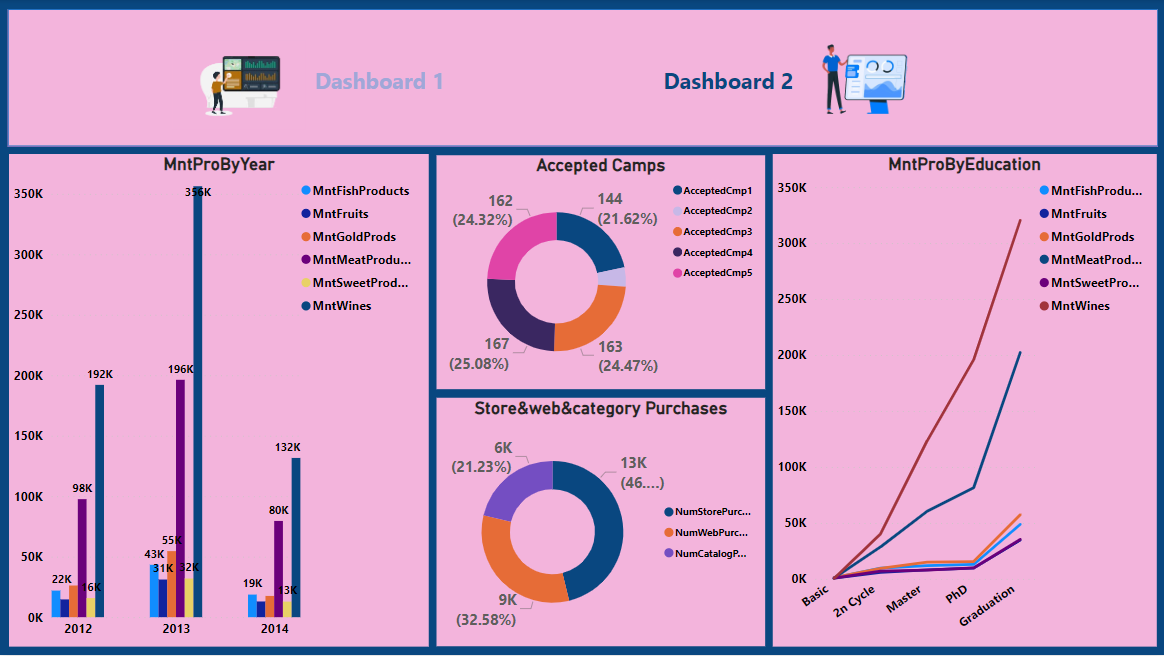 Dashboard 1
Dashboard 2
MntProByYear
350K
300K
250K
200K
150K
100K
50K
0K
2012
2013
2014
22K
98K
16K
192K
43K
31K
55K
196K
32K
356K
19K
80K
13K
132K
MntFishProducts
MntFruits
MntGoldProds
MntMeatProdu...
MntSweetProd...
MntWines
Accepted Camps
162
(24.32%)
144
(21.62%)
167
(25.08%)
163
(24.47%)
AcceptedCmp1
AcceptedCmp2
AcceptedCmp3
AcceptedCmp4
AcceptedCmp5
Store&web&category Purchases
6K
(21.23%)
13K
(46....)
9K
(32.58%)
NumStorePurc...
NumWebPurc...
NumCatalogP...
MntProByEducation
350K
300K
250K
200K
150K
100K
50K
0K
Basic
2n Cycle
Master
PhD
Graduation
MntFishProdu...
MntFruits
MntGoldProds
MntMeatProd...
MntSweetPro...
MntWines